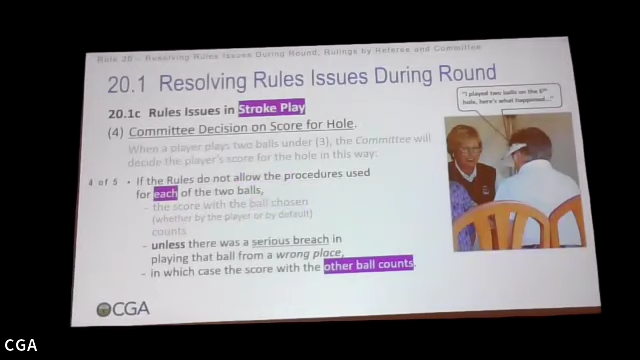 Rule 20 – Resolving Rules Issues During Round; Rulings by Referee and Committee
20.1 Resolving Rules Issues During Round
"I played two balls on the 5th
hole, here's what happened..."
20.1c Rules Issues in Stroke Play
(4) Committee Decision on Score for Hole.
When a player plays two balls under (3), the Committee will
decide the player's score for the hole in this way:
4 of 5 • If the Rules do not allow the procedures used
for each of the two balls,
- the score with the ball chosen
(whether by the player or by default)
counts
- unless there was a serious breach in
playing that ball from a wrong place,
- in which case the score with the other ball counts.
CGA
CGA